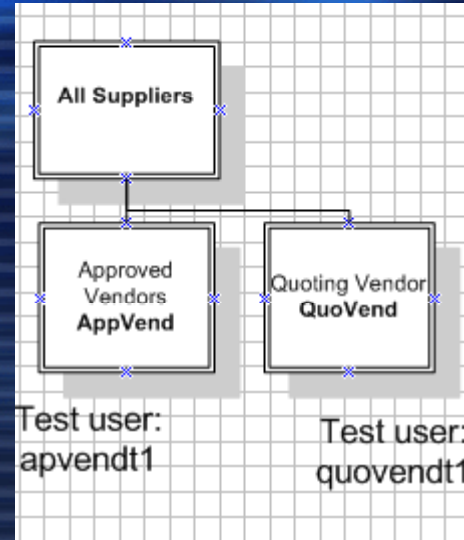 All Suppliers
Approved
Vendors
AppVend
Quoting Vendor
QuoVend
Test user:
apvendt1
Test user:
quovendt1